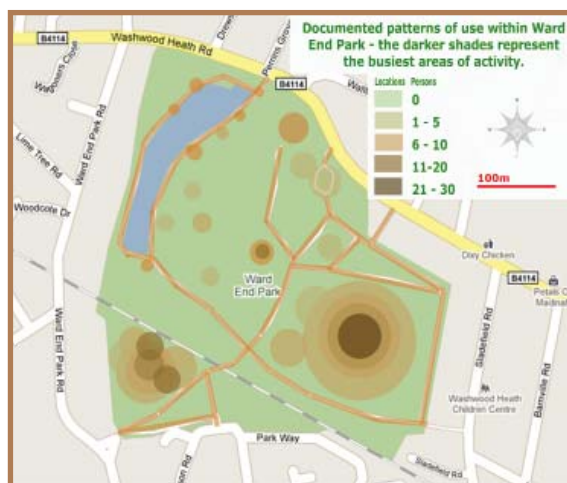 Documented patterns of use within Ward
End Park - the darker shades represent
the busiest areas of activity.
Locations Persons
0
1 - 5
6 - 10
11-20
21 - 30
100m
B4114
Washwood Heath Rd
B4114
Ward End Park Rd
Lime Tree Rd
Woodcote Dr
Ward End Park Rd
Ward
End Park
Dixy Chicken
B4114
Sladefield Rd
Barnville Rd
Washwood Heath
Children Centre
Park Way
Sladefield Rd